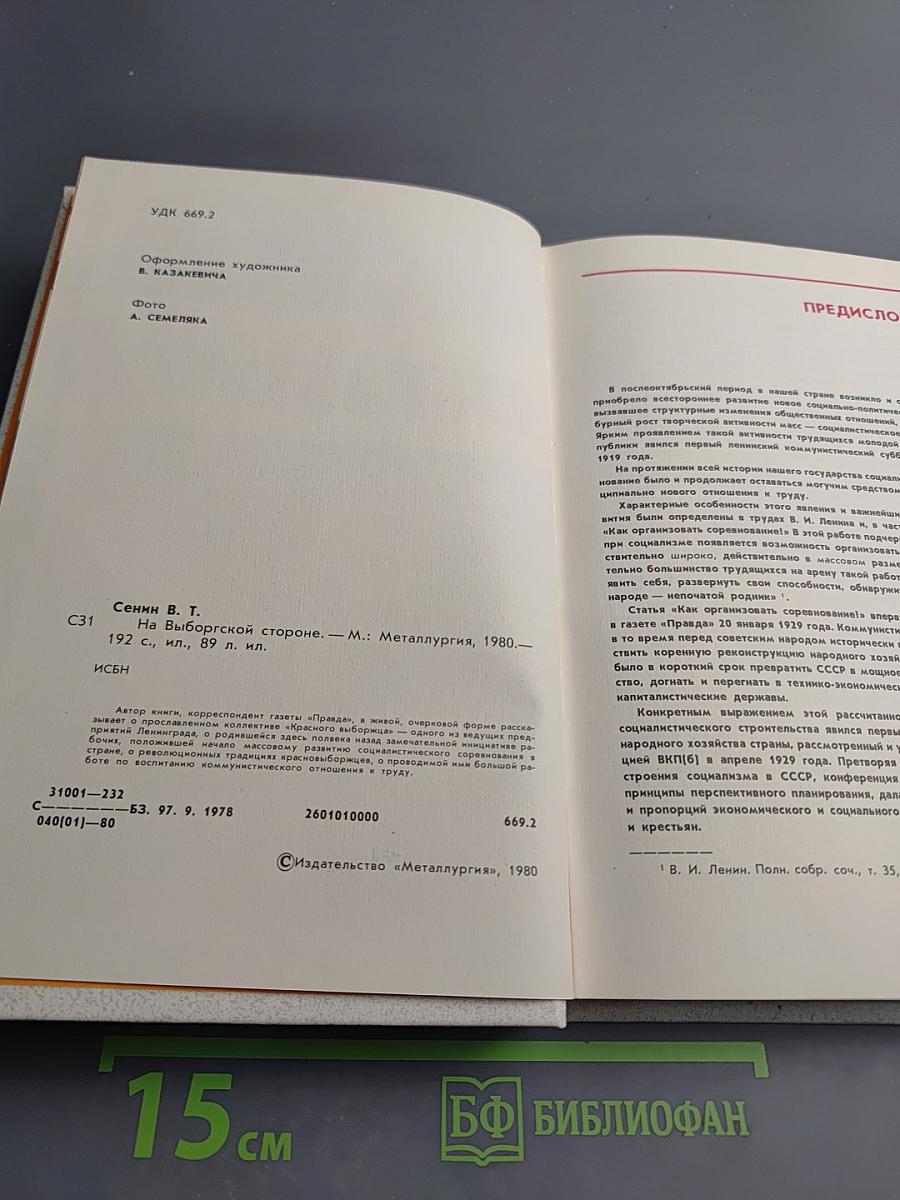 УДК 669.2
Оформление художника
В. КАЗАКЕВИЧА
Фото
А. СЕМЕЛЯКА
Сенин В. Т.
С31 На Выборгской стороне. — М.: Металлургия, 1980.—
192 с., ил., 89 л. ил.
ИСБН
Автор книги, корреспондент газеты «Правда», в живой, очерковой форме расска-
зывает о прославленном коллективе «Красного выборжца» — одного из ведущих пред-
приятий Ленинграда, о родившейся здесь полвека назад замечательной инициативе ра-
бочих, положившей начало массовому развитию социалистического соревнования в
стране, о революционных традициях красновыборжцев, о проводимой ими большой ра-
боте по воспитанию коммунистического отношения к труду.
31001—232
С——————БЗ. 97. 9. 1978 2601010000 669.2
040(01)—80
©Издательство «Металлургия», 1980
ПРЕДИСЛО
В послеоктябрьский период в нашей стране возникло и
приобрело всестороннее развитие новое социально-политиче
вызвавшее структурные изменения общественных отношений,
бурный рост творческой активности масс — социалистическое
Ярким проявлением такой активности трудящихся молодой
публики явился первый ленинский коммунистический субб
1919 года.
На протяжении всей истории нашего государства социали
нование было и продолжает оставаться могучим средством
ципиально нового отношения к труду.
Характерные особенности этого явления и важнейши
вития были определены в трудах В. И. Ленина и, в час
«Как организовать соревнование!» В этой работе подчер
при социализме появляется возможность организовать
ствительно широко, действительно в массовом разме
тельно большинство трудящихся на арену такой работ
явить себя, развернуть свои способности, обнаружи
народе — непочатой родник» ¹.
Статья «Как организовать соревнование!» впер
в газете «Правда» 20 января 1929 года. Коммунисти
в то время перед советским народом исторически
ствить коренную реконструкцию народного хозяй
было в короткий срок превратить СССР в мощное
ство, догнать и перегнать в технико-экономичес
капиталистические державы.
Конкретным выражением этой рассчитанно
социалистического строительства явился первы
народного хозяйства страны, рассмотренный и у
цией ВКП(б) в апреле 1929 года. Претворяя
строения социализма в СССР, конференция
принципы перспективного планирования, дал
и пропорций экономического и социального
и крестьян.
¹ В. И. Ленин. Полн. собр. соч., т. 35,
15 см
БФ БИБЛИОФАН